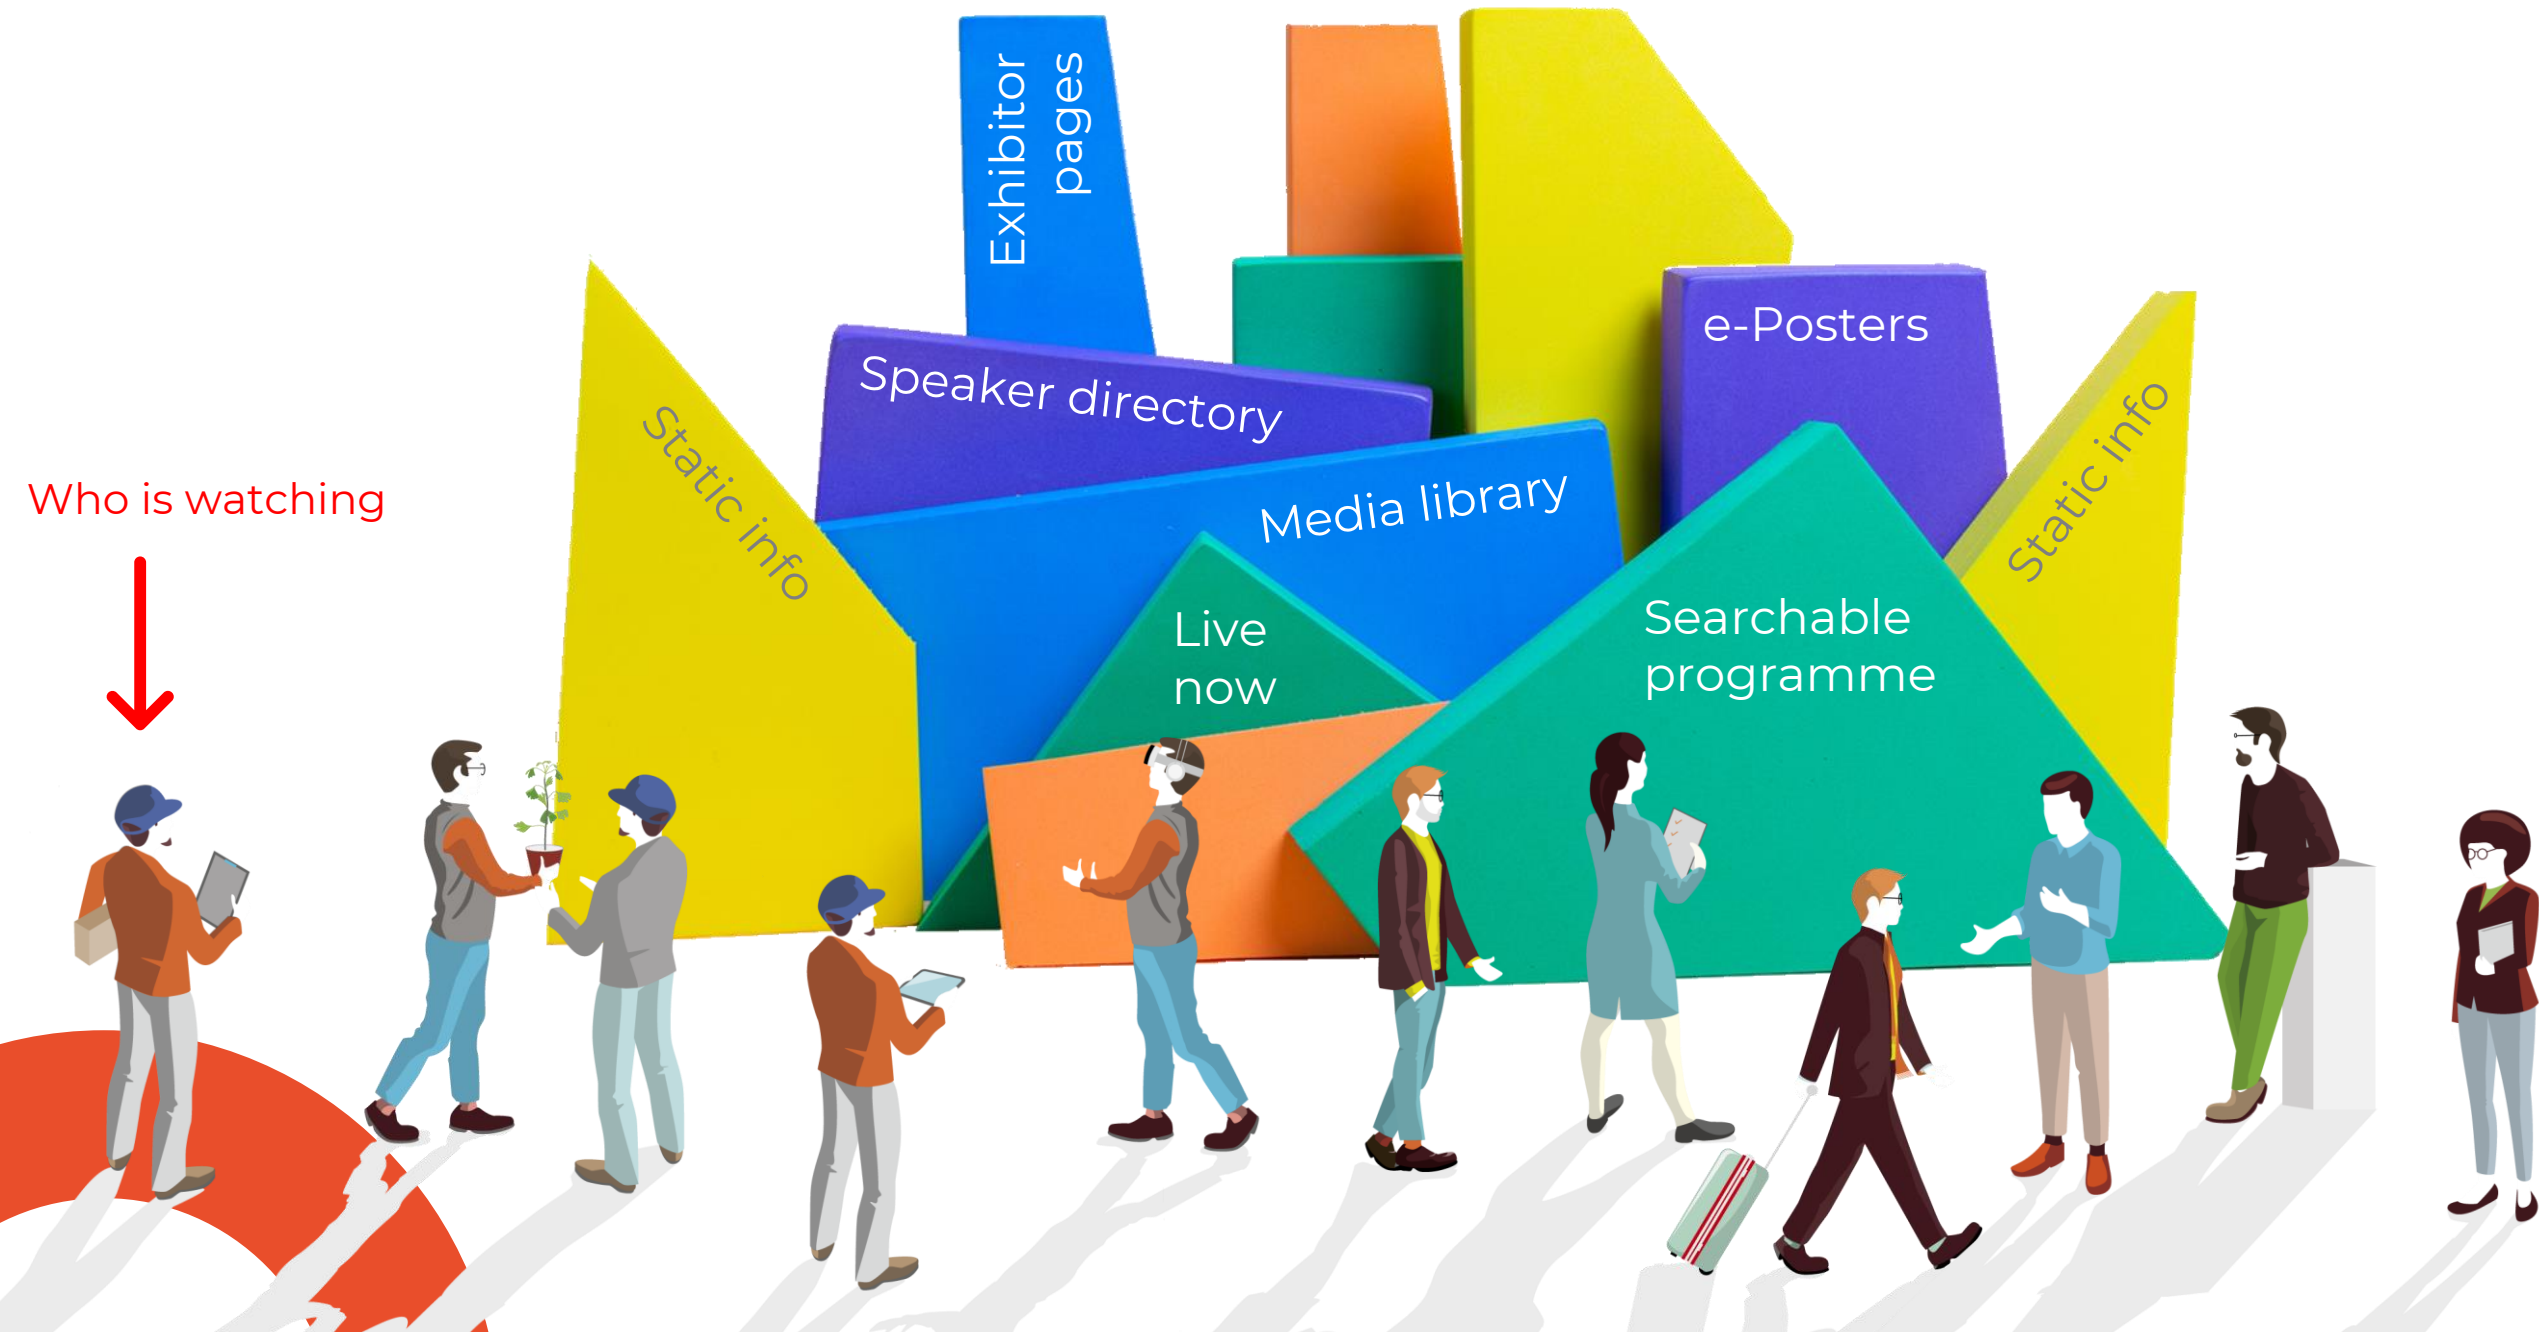 Exhibitor
pages
e-Posters
Speaker directory
Static info
Static info
Who is watching
Media library
Live
now
Searchable
programme